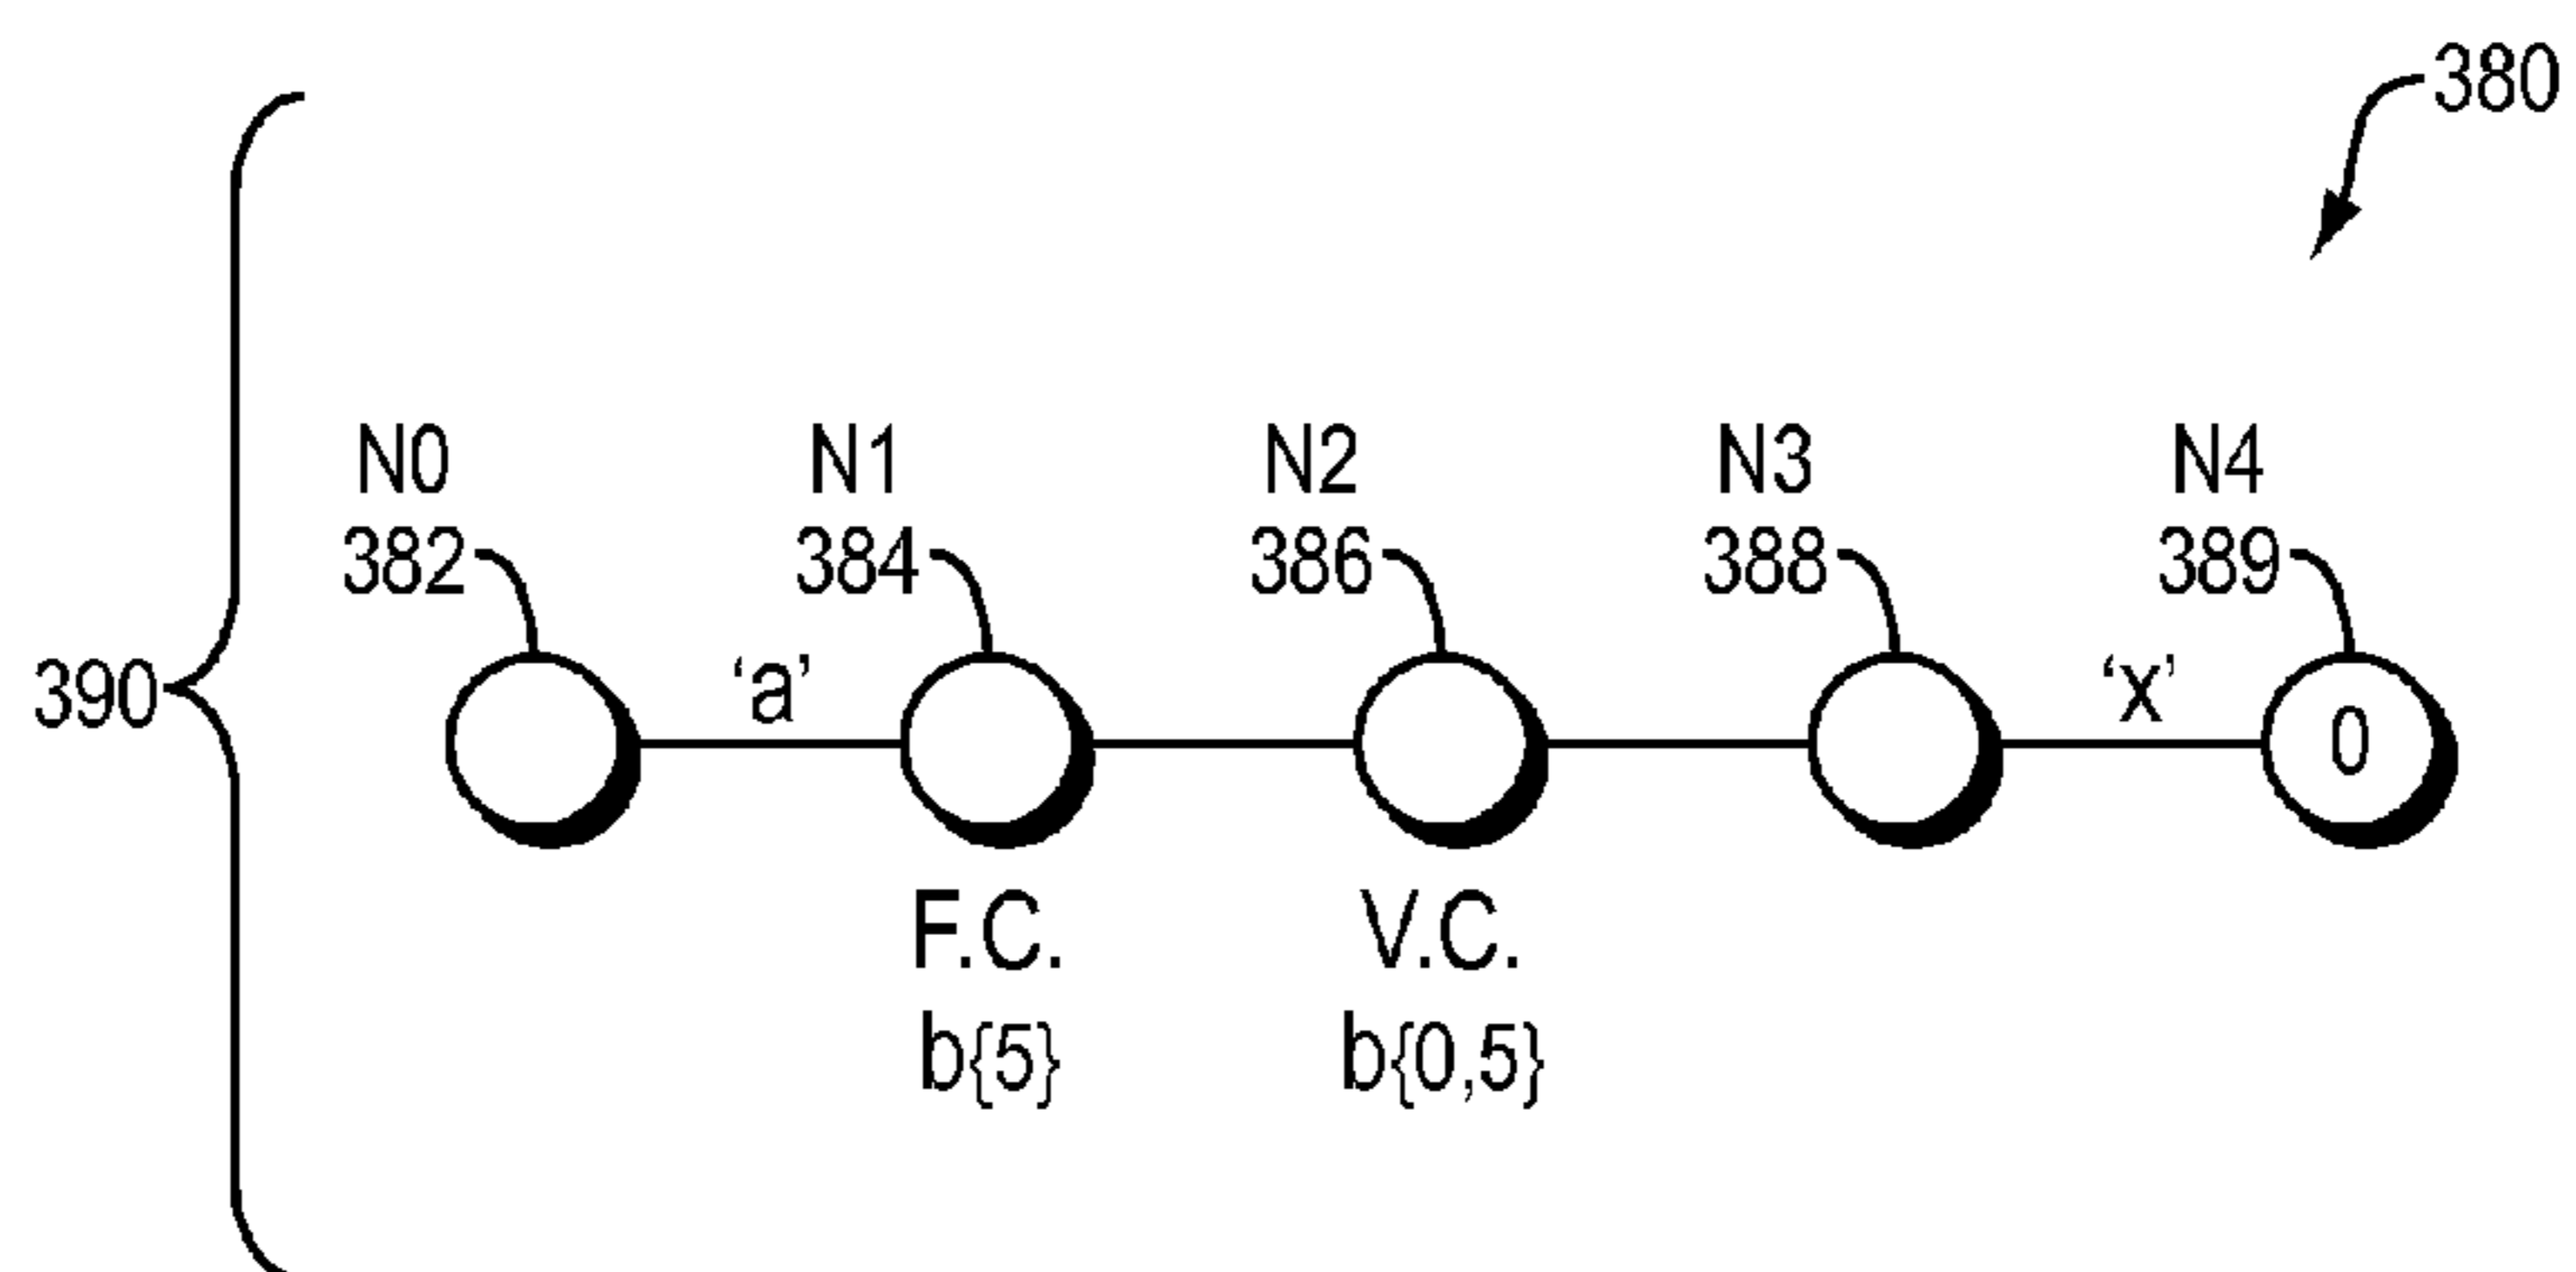 380
N0 N1 N2 N3 N4
382 384 386 388 389
390 ‘a’ ‘x’
0
F.C. V.C.
b{5} b{0,5}